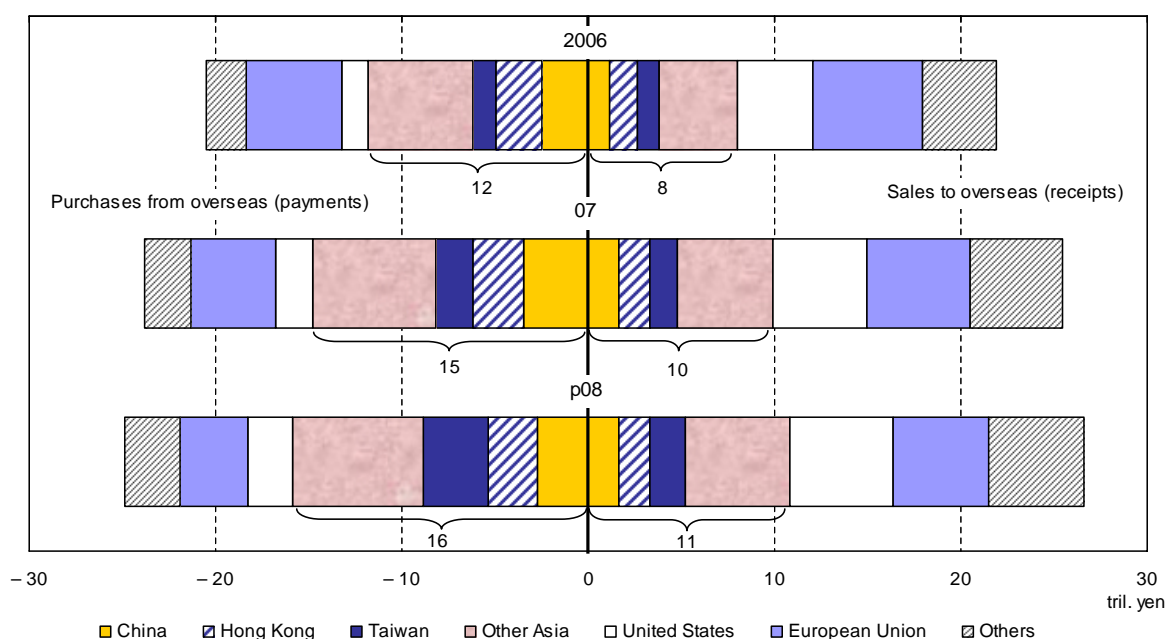 2006
12
8
Purchases from overseas (payments)
Sales to overseas (receipts)
07
15
10
p08
16
11
– 30
– 20
– 10
0
10
20
30
tril. yen
China
Hong Kong
Taiwan
Other Asia
United States
European Union
Others